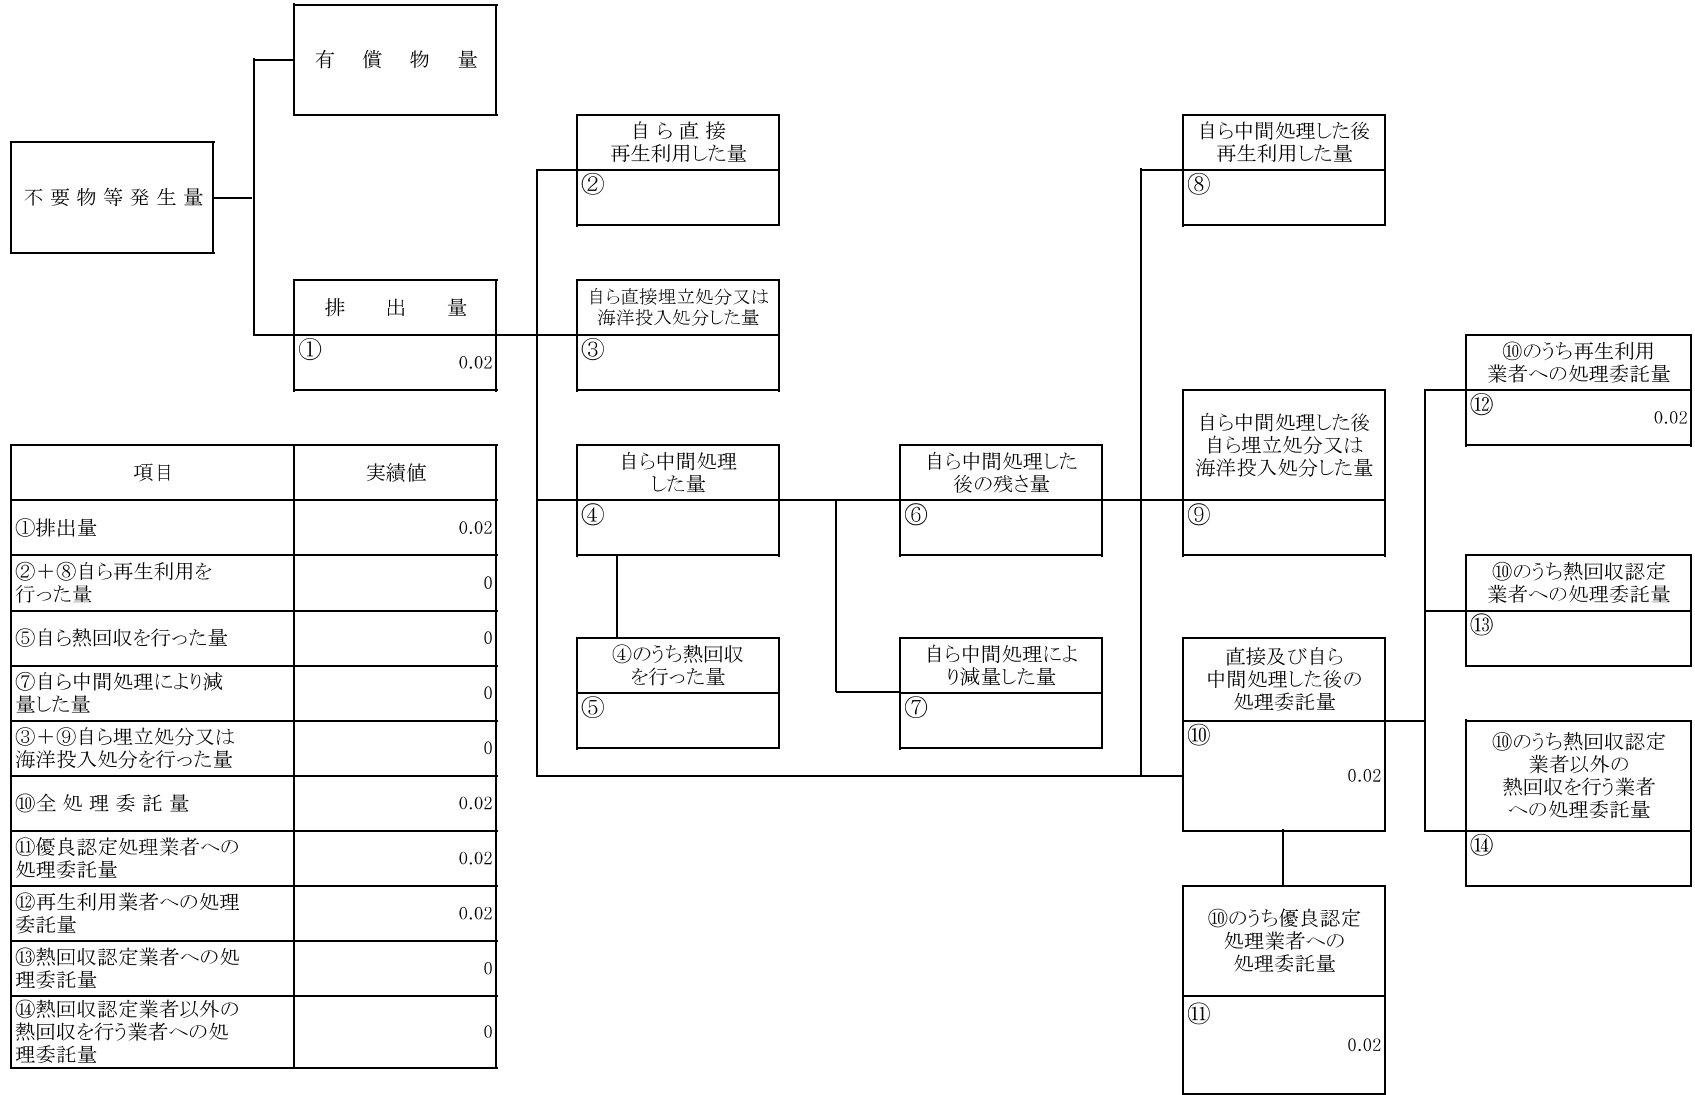 有償物量
不要物等発生量
排出量
①
0.02
自ら直接
再生利用した量
②
自ら直接埋立処分又は
海洋投入処分した量
③
自ら中間処理
した量
④
④のうち熱回収
を行った量
⑤
自ら中間処理した
後の残さ量
⑥
自ら中間処理によ
り減量した量
⑦
自ら中間処理した後
再生利用した量
⑧
自ら中間処理した後
自ら埋立処分又は
海洋投入処分した量
⑨
直接及び自ら
中間処理した後の
処理委託量
⑩
0.02
⑩のうち優良認定
処理業者への
処理委託量
⑪
0.02
⑩のうち再生利用
業者への処理委託量
⑫
0.02
⑩のうち熱回収認定
業者への処理委託量
⑬
⑩のうち熱回収認定
業者以外の
熱回収を行う業者
への処理委託量
⑭
項目 実績値
①排出量 0.02
②+⑧自ら再生利用を
行った量 0
⑤自ら熱回収を行った量 0
⑦自ら中間処理により減
量した量 0
③+⑨自ら埋立処分又は
海洋投入処分を行った量 0
⑩全処理委託量 0.02
⑪優良認定処理業者への
処理委託量 0.02
⑫再生利用業者への処理
委託量 0.02
⑬熱回収認定業者への処
理委託量 0
⑭熱回収認定業者以外の
熱回収を行う業者への処
理委託量 0